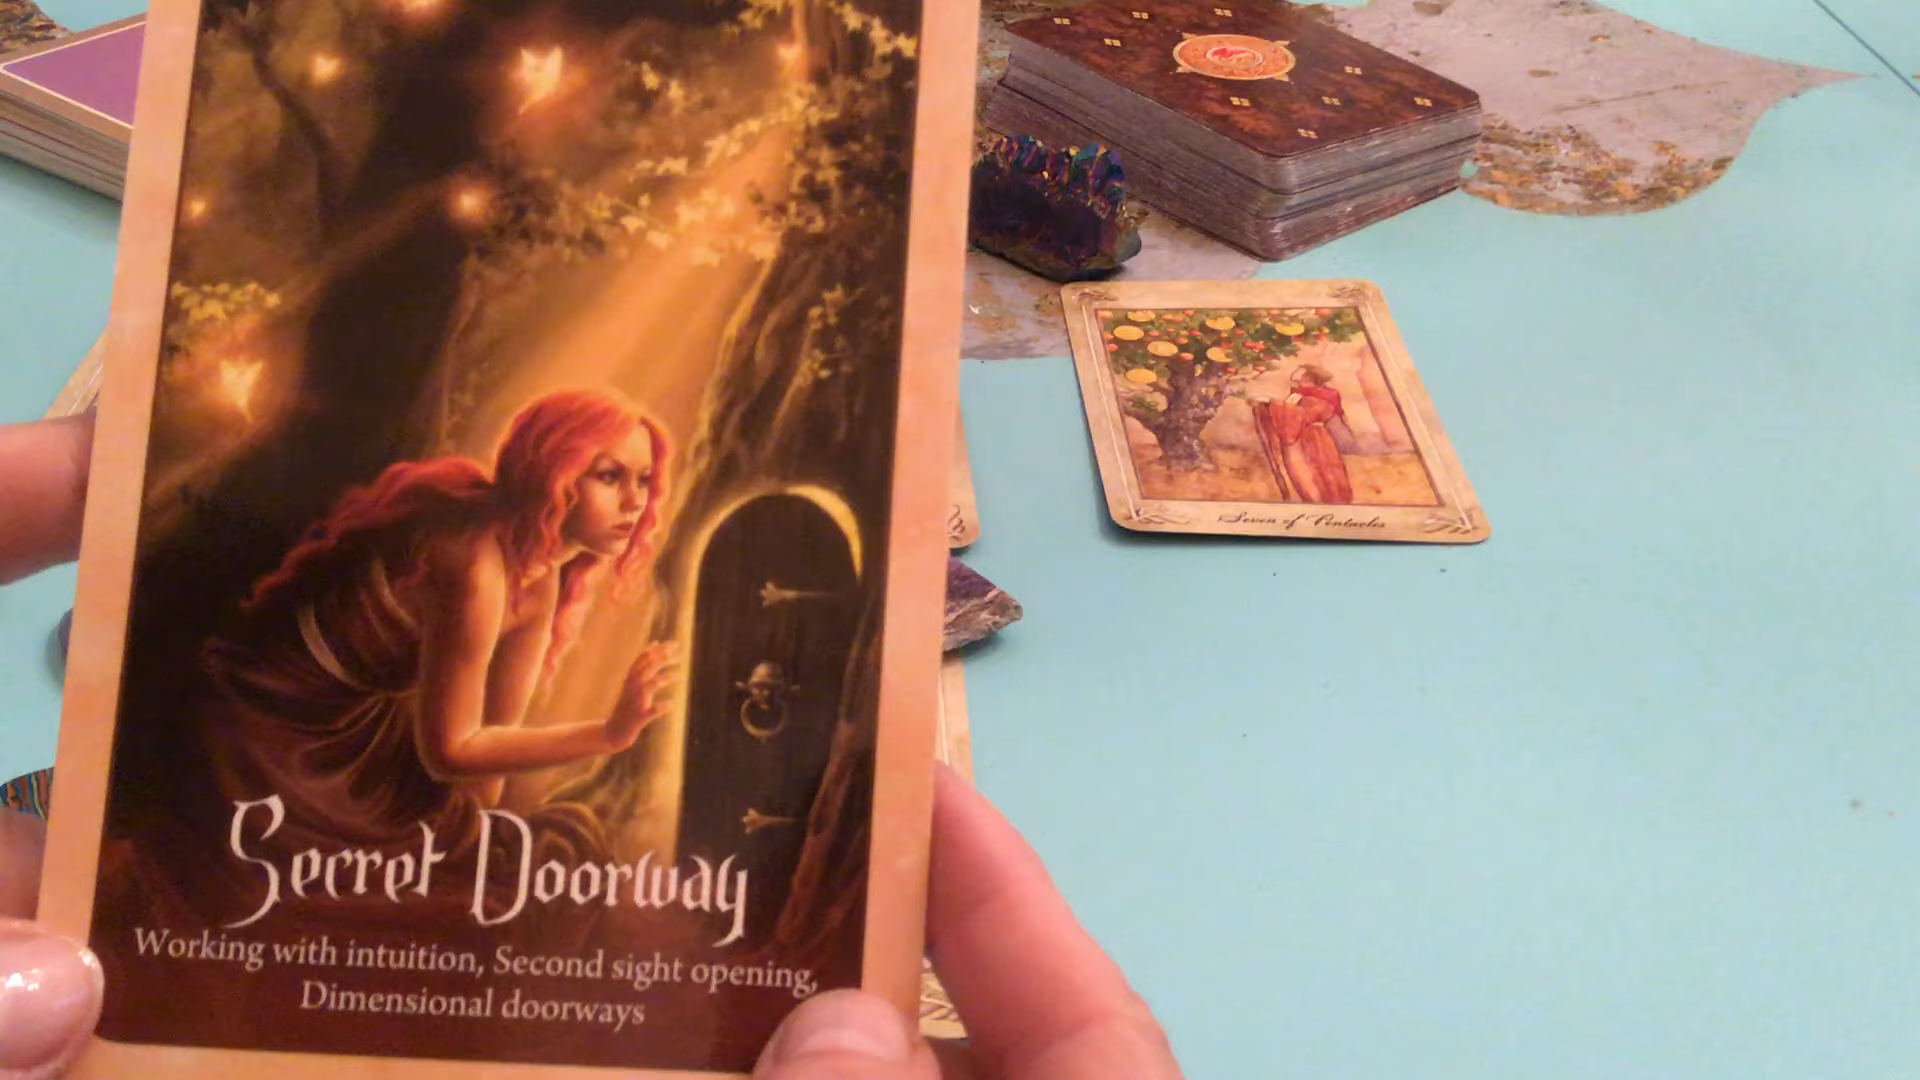 Secret Doorway
Working with intuition, Second sight opening,
Dimensional doorways
Seven of Pentacles